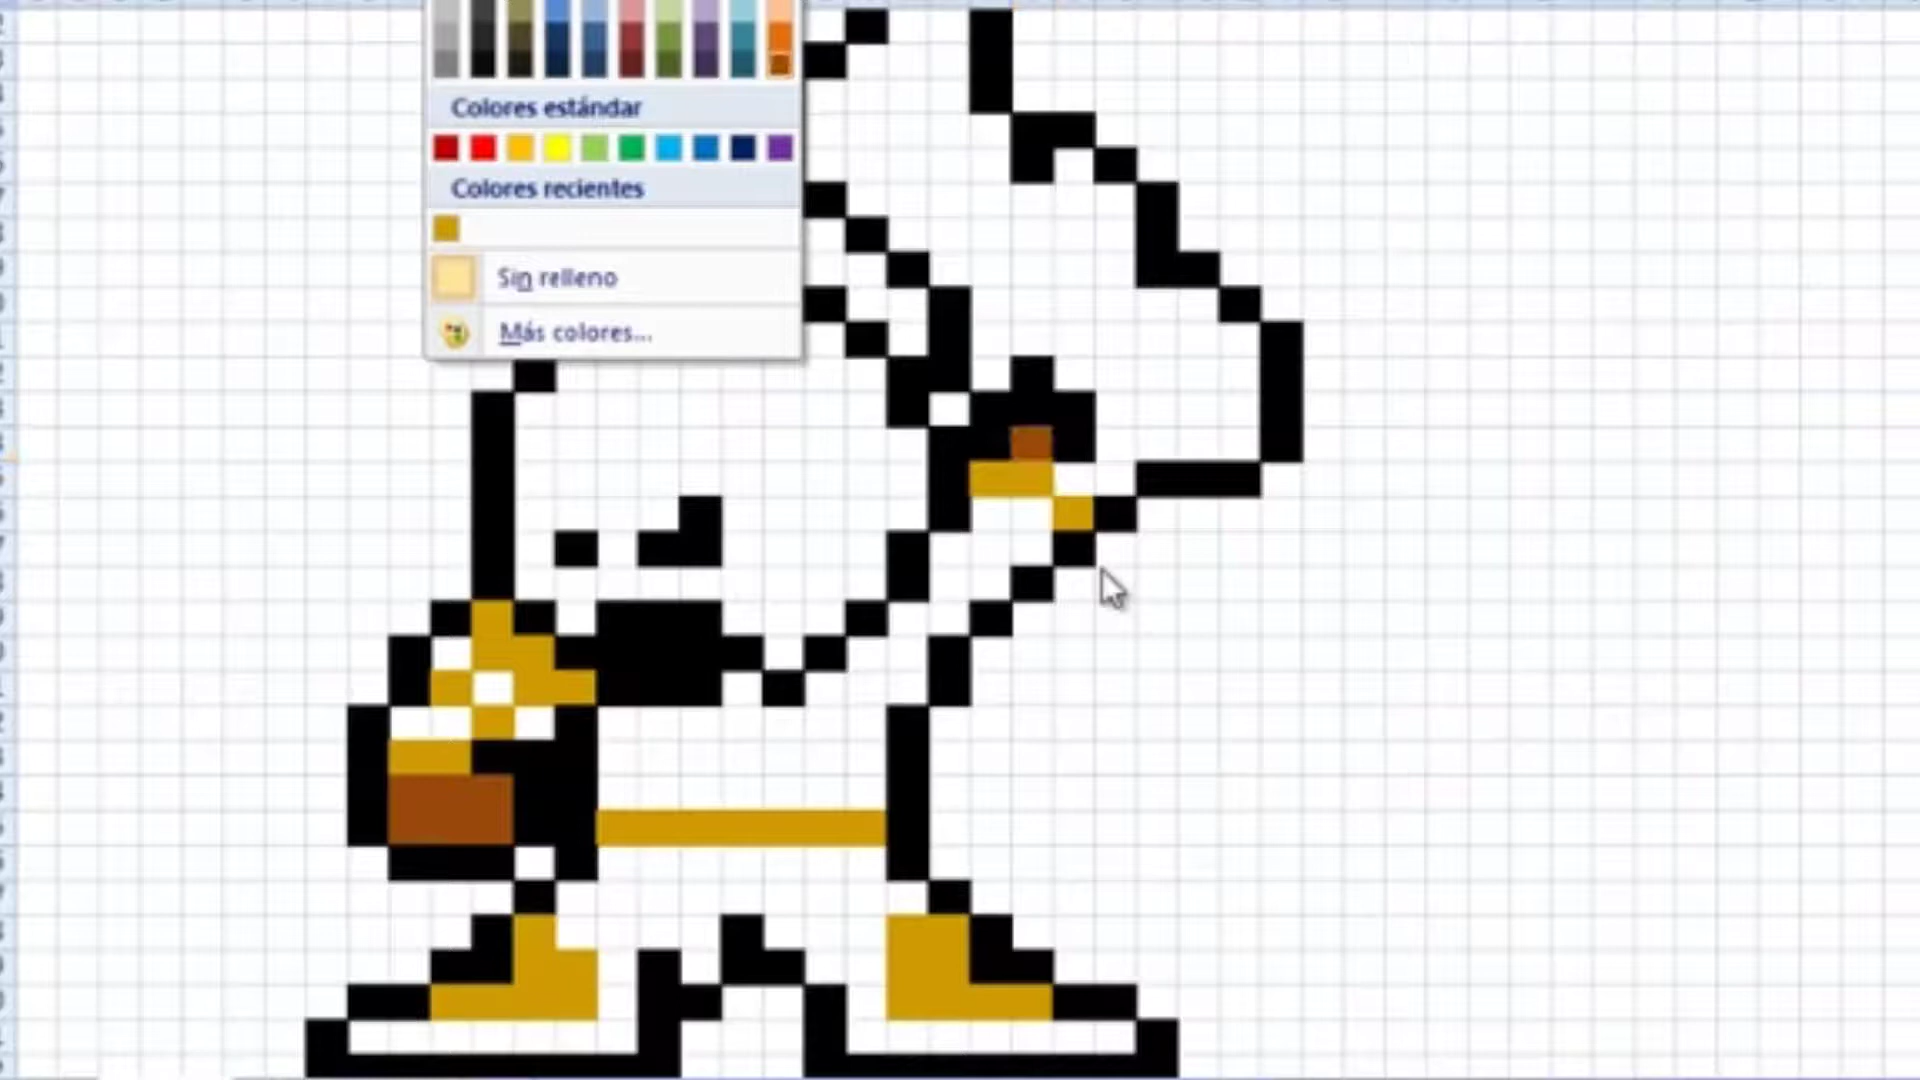 Colores estándar
Colores recientes
Sin relleno
Más colores...